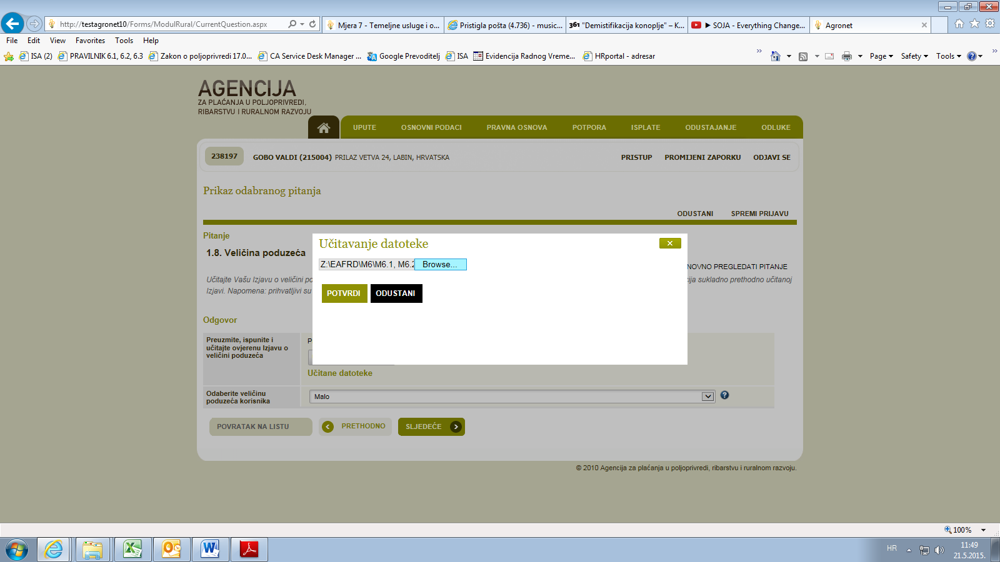 http://testagronet10/Forms/ModulRural/CurrentQuestion.aspx
Mjera 7 - Temeljne usluge i o...
Pristigla pošta (4.736) - music...
361 "Demistifikacija konoplje" – K...
► SOJA - Everything Change...
Agronet
File Edit View Favorites Tools Help
ISA (2) PRAVILNIK 6.1, 6.2, 6.3 Zakon o poljoprivredi 17.0... CA Service Desk Manager ... Google Prevoditelj ISA Evidencija Radnog Vreme... HRportal - adresar
Page Safety Tools
AGENCIJA
ZA PLAĆANJA U POLJOPRIVREDI,
RIBARSTVU I RURALNOM RAZVOJU
UPUTE OSNOVNI PODACI PRAVNA OSNOVA POTPORA ISPLATE ODUSTAJANJE ODLUKE
238197 GOBO VALDI (215004) PRILAZ VETVA 24, LABIN, HRVATSKA PRISTUP PROMIJENI ZAPORKU ODJAVI SE
Prikaz odabranog pitanja
ODUSTANI SPREMI PRIJAVU
Pitanje
1.8. Veličina poduzeća
NOVNO PREGLEDATI PITANJE
Učitajte Vašu Izjavu o veličini po
cija sukladno prethodno učitanoj
Izjavi. Napomena: prihvatljivi su
Učitavanje datoteke
Z:\EAFRD\M6\M6.1, M6.2 Browse...
POTVRDI ODUSTANI
Odgovor
Preuzmite, ispunite i
učitajte ovjerenu Izjavu o
veličini poduzeća
P
Učitane datoteke
Odaberite veličinu
poduzeća korisnika
Malo
POVRATAK NA LISTU PRETHODNO SLJEDEĆE
© 2010 Agencija za plaćanja u poljoprivredi, ribarstvu i ruralnom razvoju.
100%
HR
11:49
21.5.2015.